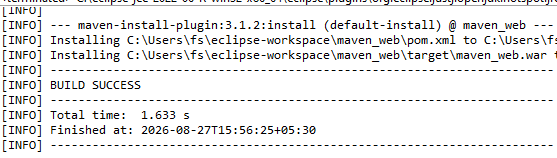 [INFO]
[INFO] --- maven-install-plugin:3.1.2:install (default-install) @ maven_web ---
[INFO] Installing C:\Users\fs\eclipse-workspace\maven_web\pom.xml to C:\Users\fs
[INFO] Installing C:\Users\fs\eclipse-workspace\maven_web\target\maven_web.war t
[INFO] ------------------------------------------------------------------------
[INFO] BUILD SUCCESS
[INFO] ------------------------------------------------------------------------
[INFO] Total time:  1.633 s
[INFO] Finished at: 2026-08-27T15:56:25+05:30
[INFO] ------------------------------------------------------------------------